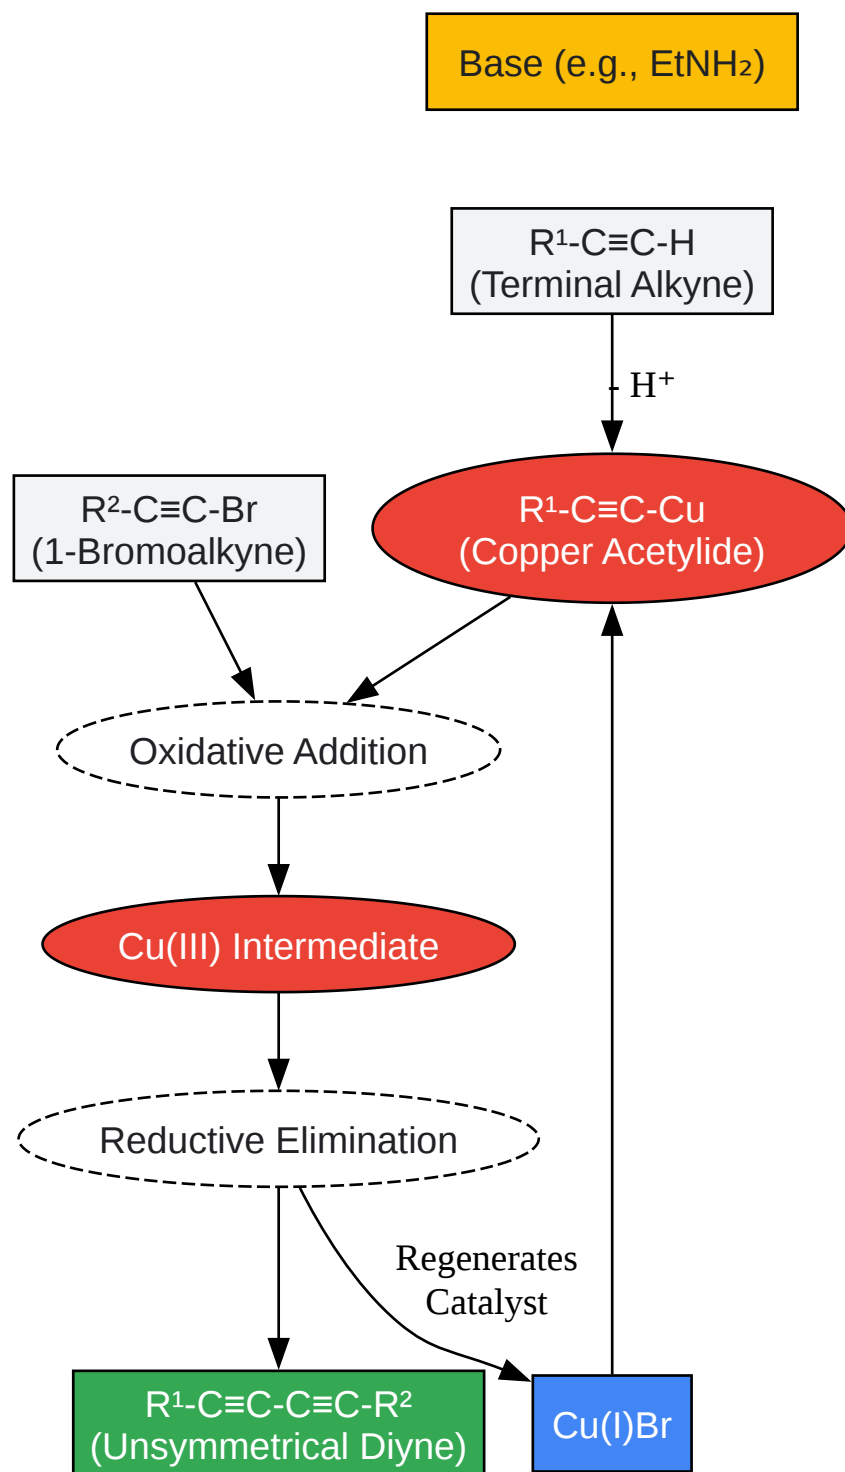 Base (e.g., EtNH₂)
R¹-C≡C-H
(Terminal Alkyne)
- H⁺
R²-C≡C-Br
(1-Bromoalkyne)
R¹-C≡C-Cu
(Copper Acetylide)
Oxidative Addition
Cu(III) Intermediate
Reductive Elimination
Regenerates
Catalyst
R¹-C≡C-C≡C-R²
(Unsymmetrical Diyne)
Cu(I)Br